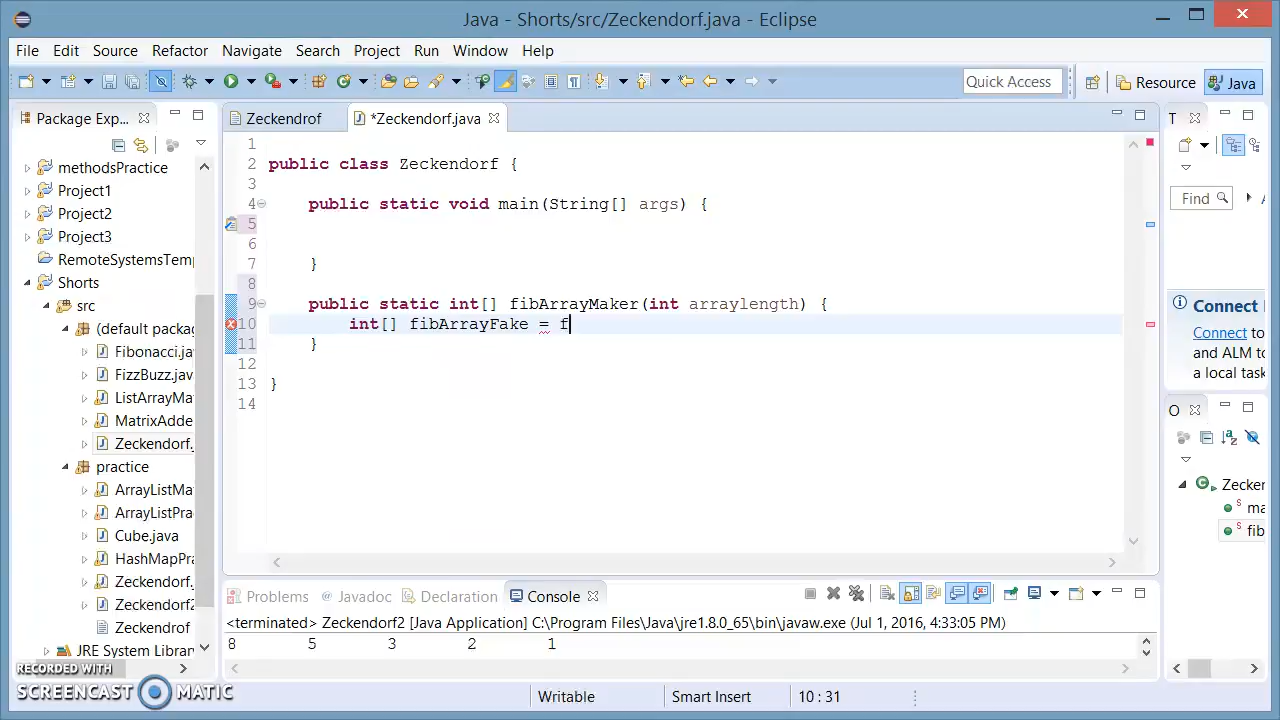 Java - Shorts/src/Zeckendorf.java - Eclipse
File Edit Source Refactor Navigate Search Project Run Window Help
Quick Access Resource Java
Package Exp...
Zeckendrof
*Zeckendorf.java
T
methodsPractice
Project1
Project2
Project3
RemoteSystemsTemp
Shorts
src
(default packag
Fibonacci.ja
FizzBuzz.jav
ListArrayMa
MatrixAdde
Zeckendorf.
practice
ArrayListMa
ArrayListPra
Cube.java
HashMapPra
Zeckendorf.
Zeckendorf2
Zeckendrof
JRE System Library
1
2 public class Zeckendorf {
3
4 public static void main(String[] args) {
5
6
7 }
8
9 public static int[] fibArrayMaker(int arraylength) {
10 int[] fibArrayFake = f
11 }
12
13 }
14
Find
Connect
Connect to
and ALM to
a local task
O
Zecker
ma
fib
Problems Javadoc Declaration Console
<terminated> Zeckendorf2 [Java Application] C:\Program Files\Java\jre1.8.0_65\bin\javaw.exe (Jul 1, 2016, 4:33:05 PM)
8 5 3 2 1
Writable Smart Insert 10 : 31
RECORDED WITH
SCREENCAST MATIC